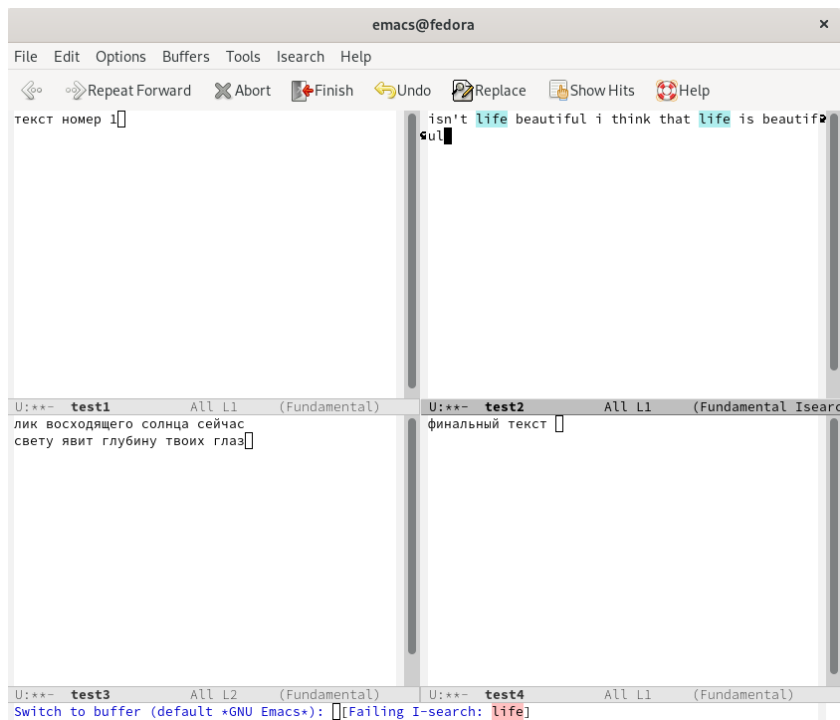 emacs@fedora ×
File Edit Options Buffers Tools Isearch Help
Repeat Forward Abort Finish Undo Replace Show Hits Help
текст номер 1
isn't life beautiful i think that life is beautif
ul
U:**- test1 All L1 (Fundamental)
U:**- test2 All L1 (Fundamental Isearc
лик восходящего солнца сейчас
свету явит глубину твоих глаз
финальный текст
U:**- test3 All L2 (Fundamental)
U:**- test4 All L1 (Fundamental)
Switch to buffer (default *GNU Emacs*): [Failing I-search: life]